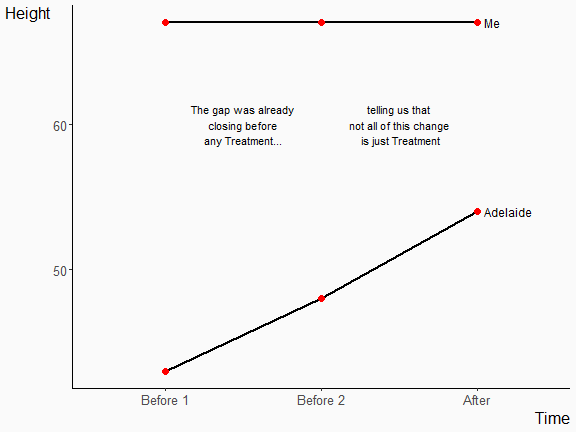 Height
Me
The gap was already
closing before
any Treatment...
telling us that
not all of this change
is just Treatment
60
Adelaide
50
Before 1
Before 2
After
Time